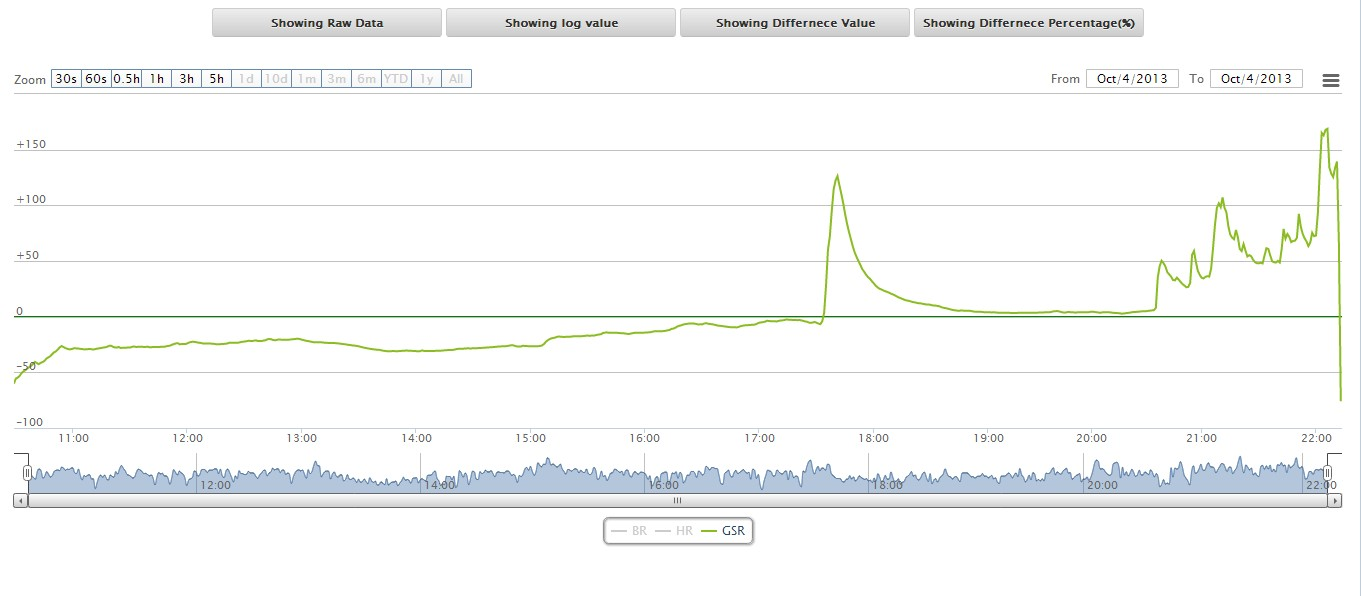 Showing Raw Data Showing log value Showing Differnece Value Showing Differnece Percentage(%)
Zoom 30s 60s 0.5h 1h 3h 5h 1d 10d 1m 3m 6m YTD 1y All From Oct/4/2013 To Oct/4/2013
+150
+100
+50
0
-50
-100
11:00 12:00 13:00 14:00 15:00 16:00 17:00 18:00 19:00 20:00 21:00 22:00
12:00 14:00 16:00 18:00 20:00 22:00
BR HR GSR